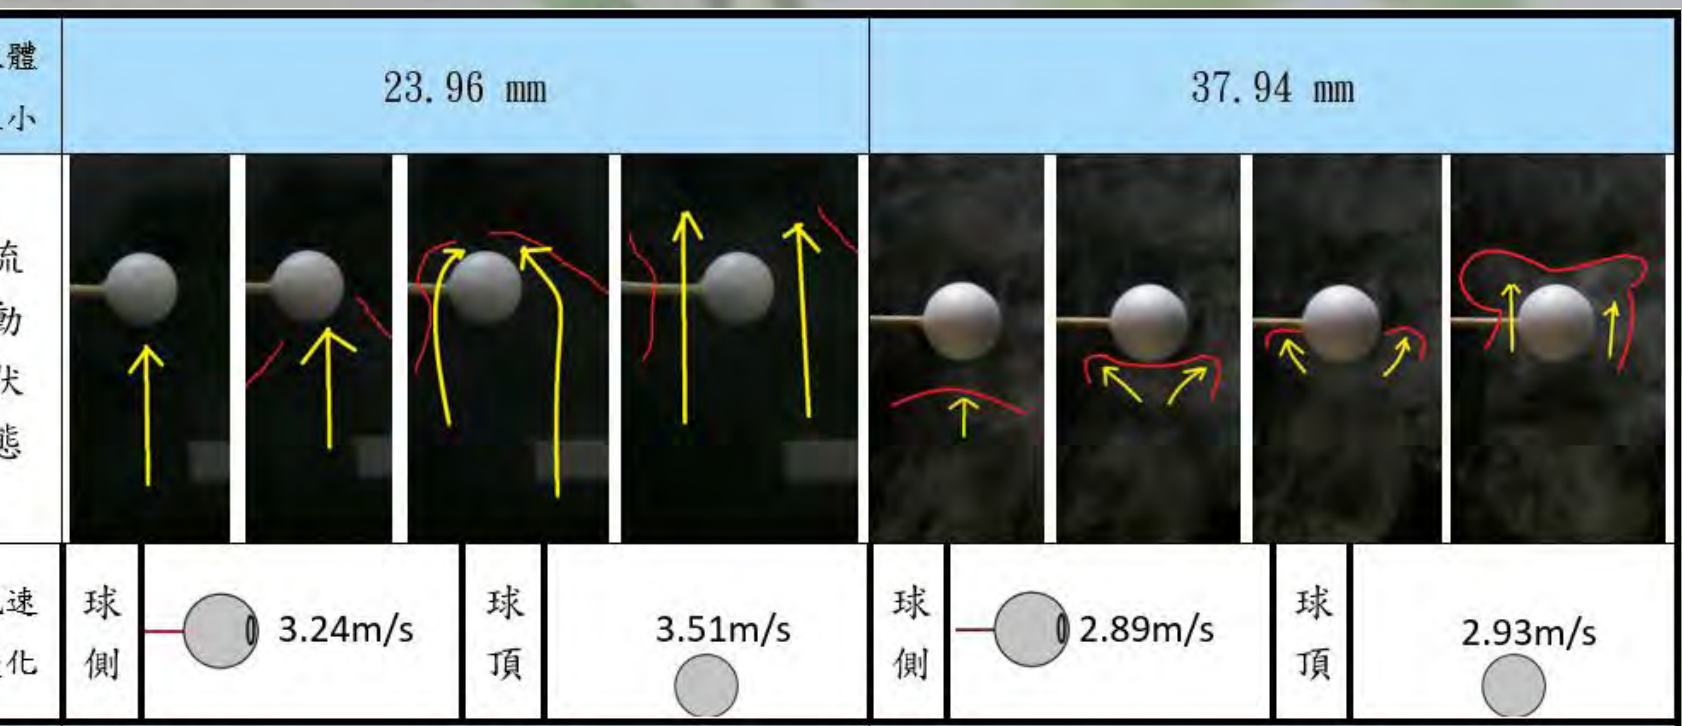 體 23.96 mm 37.94 mm
小
流
動
狀
態
速 球 3.24m/s 球 3.51m/s 球 2.89m/s 球 2.93m/s
化 側 頂 側 頂